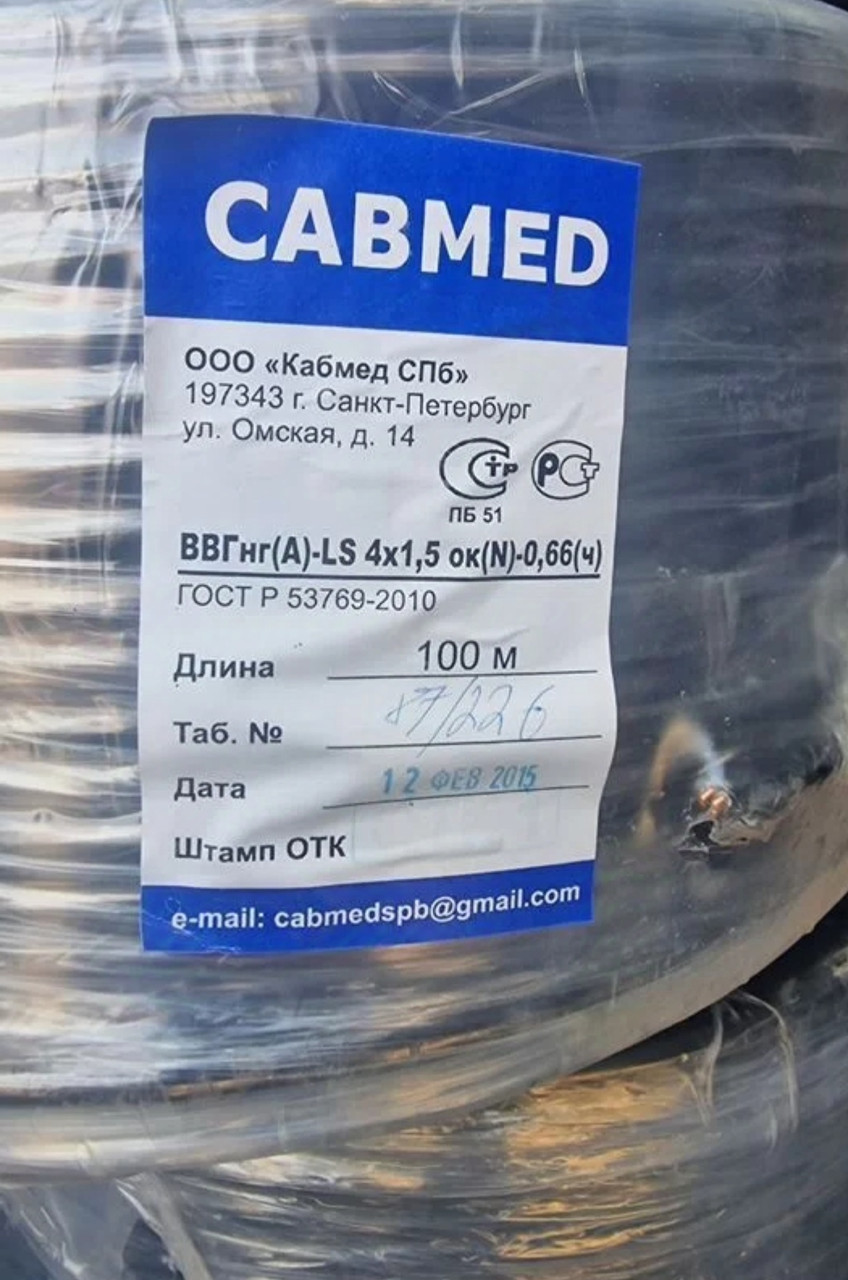 CABMED
ООО «Кабмед СПб»
197343 г. Санкт-Петербург
ул. Омская, д. 14
ПБ 51
ВВГнг(А)-LS 4х1,5 ок(N)-0,66(ч)
ГОСТ Р 53769-2010
Длина 100 м
Таб. № 87/226
Дата 12 ФЕВ 2015
Штамп ОТК
e-mail: cabmedspb@gmail.com